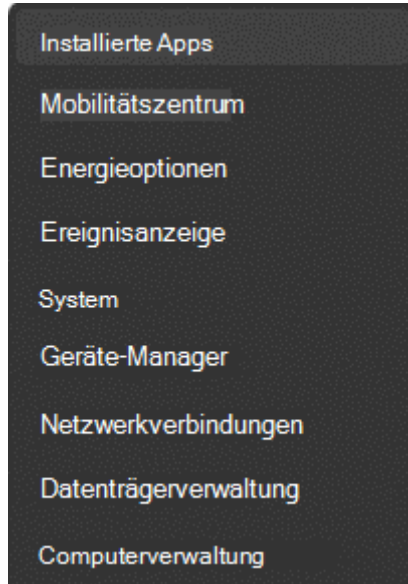 Installierte Apps
Mobilitätszentrum
Energieoptionen
Ereignisanzeige
System
Geräte-Manager
Netzwerkverbindungen
Datenträgerverwaltung
Computerverwaltung